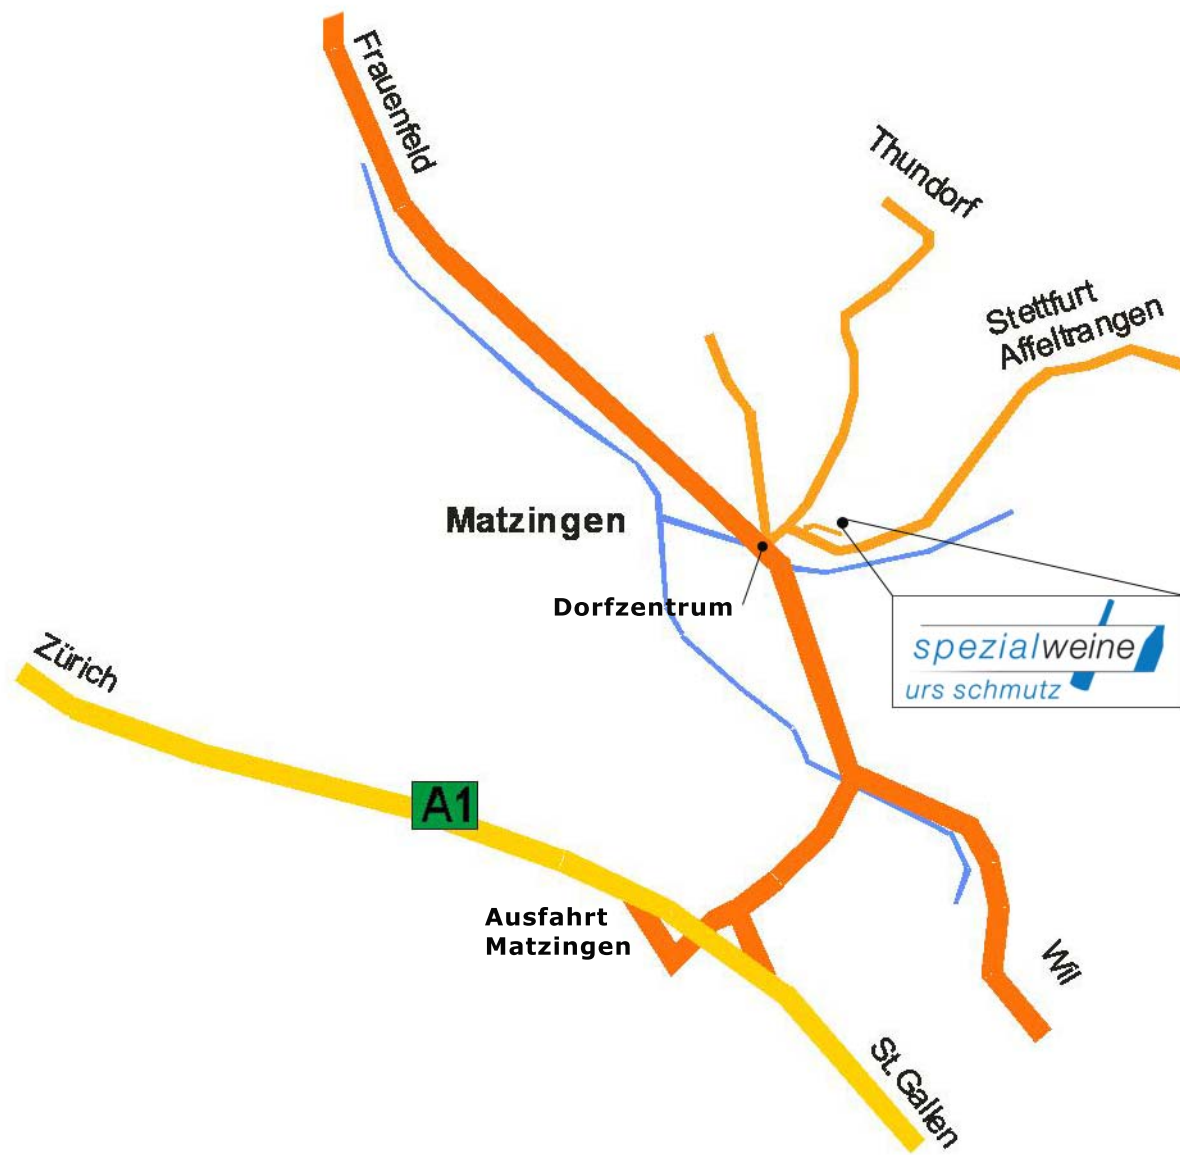 Frauenfeld
Thundorf
Stettfurt
Affeltrangen
Matzingen
Dorfzentrum
spezialweine
urs schmutz
Zürich
A1
Ausfahrt
Matzingen
Wil
St.Gallen